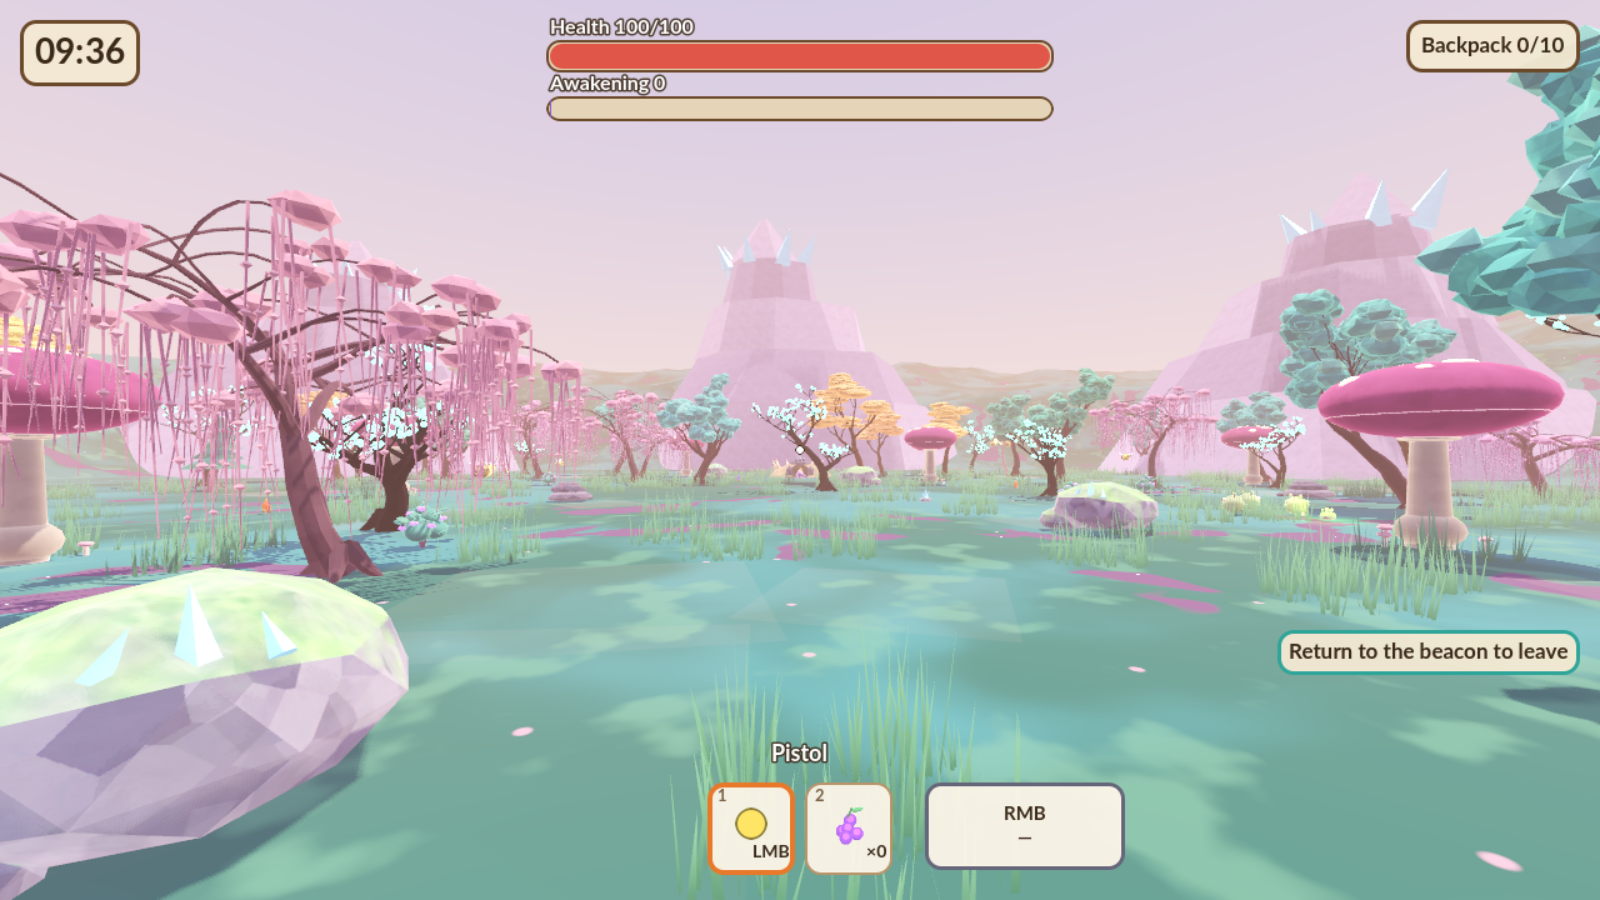 09:36
Health 100/100
Awakening 0
Backpack 0/10
Return to the beacon to leave
Pistol
1
LMB
2
×0
RMB
—